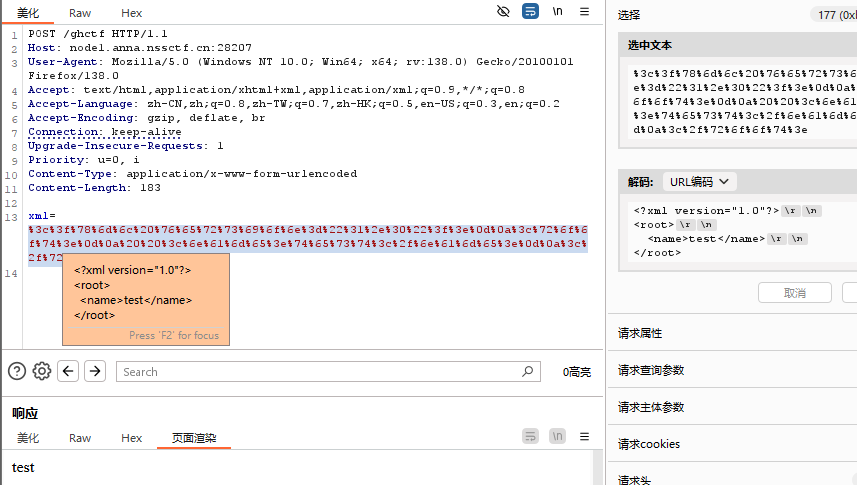 美化 Raw Hex
\n
1 POST /ghctf HTTP/1.1
2 Host: node1.anna.nssctf.cn:28207
3 User-Agent: Mozilla/5.0 (Windows NT 10.0; Win64; x64; rv:138.0) Gecko/20100101
Firefox/138.0
4 Accept: text/html,application/xhtml+xml,application/xml;q=0.9,*/*;q=0.8
5 Accept-Language: zh-CN,zh;q=0.8,zh-TW;q=0.7,zh-HK;q=0.5,en-US;q=0.3,en;q=0.2
6 Accept-Encoding: gzip, deflate, br
7 Connection: keep-alive
8 Upgrade-Insecure-Requests: 1
9 Priority: u=0, i
10 Content-Type: application/x-www-form-urlencoded
11 Content-Length: 183
12
13 xml=
%3c%3f%78%6d%6c%20%76%65%72%73%69%6f%6e%3d%22%31%2e%30%22%3f%3e%0d%0a%3c%72%6f%6
f%74%3e%0d%0a%20%20%3c%6e%61%6d%65%3e%74%65%73%74%3c%2f%6e%61%6d%65%3e%0d%0a%3c%
2f%72
14
<?xml version="1.0"?>
<root>
<name>test</name>
</root>
Press 'F2' for focus
Search
0高亮
响应
美化 Raw Hex 页面渲染
\n
test
选择
177 (0x
选中文本
%3c%3f%78%6d%6c%20%76%65%72%73%6
e%3d%22%31%2e%30%22%3f%3e%0d%0a%
6f%6f%74%3e%0d%0a%20%20%3c%6e%61
%3e%74%65%73%74%3c%2f%6e%61%6d%6
d%0a%3c%2f%72%6f%6f%74%3e
解码: URL编码
<?xml version="1.0"?> \r \n
<root> \r \n
<name>test</name> \r \n
</root>
取消
请求属性
请求查询参数
请求主体参数
请求cookies
请求头